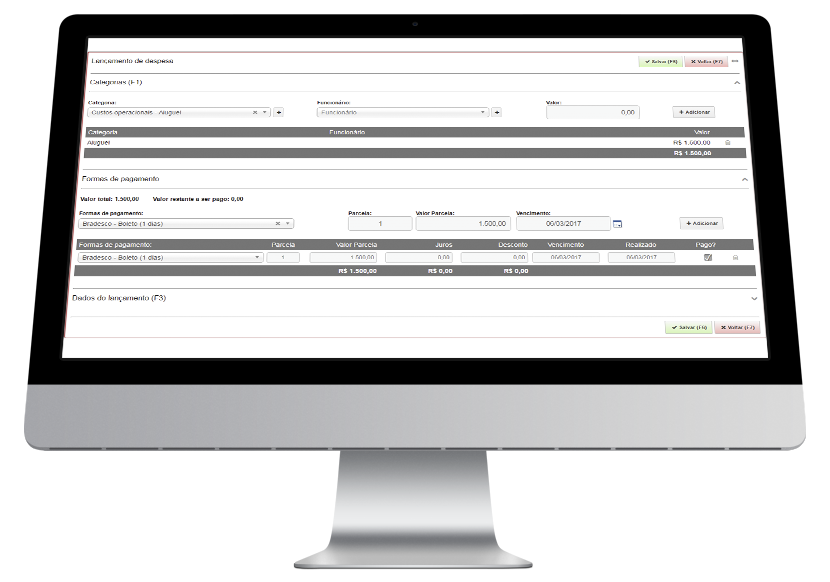 Lançamento de despesa
Salvar (F6) Voltar (F7)
Categorias (F1)
Categoria: Funcionário: Valor:
Custos operacionais - Aluguel Funcionário 0,00 Adicionar
Categoria Funcionário Valor
Aluguel R$ 1.500,00
R$ 1.500,00
Formas de pagamento
Valor total: 1.500,00 Valor restante a ser pago: 0,00
Formas de pagamento: Parcela: Valor Parcela: Vencimento:
Bradesco - Boleto (1 dias) 1 1.500,00 06/03/2017 Adicionar
Formas de pagamento: Parcela Valor Parcela Juros Desconto Vencimento Realizado Pago?
Bradesco - Boleto (1 dias) 1 1.500,00 0,00 0,00 06/03/2017 06/03/2017
R$ 1.500,00 R$ 0,00 R$ 0,00
Dados do lançamento (F3)
Salvar (F6) Voltar (F7)